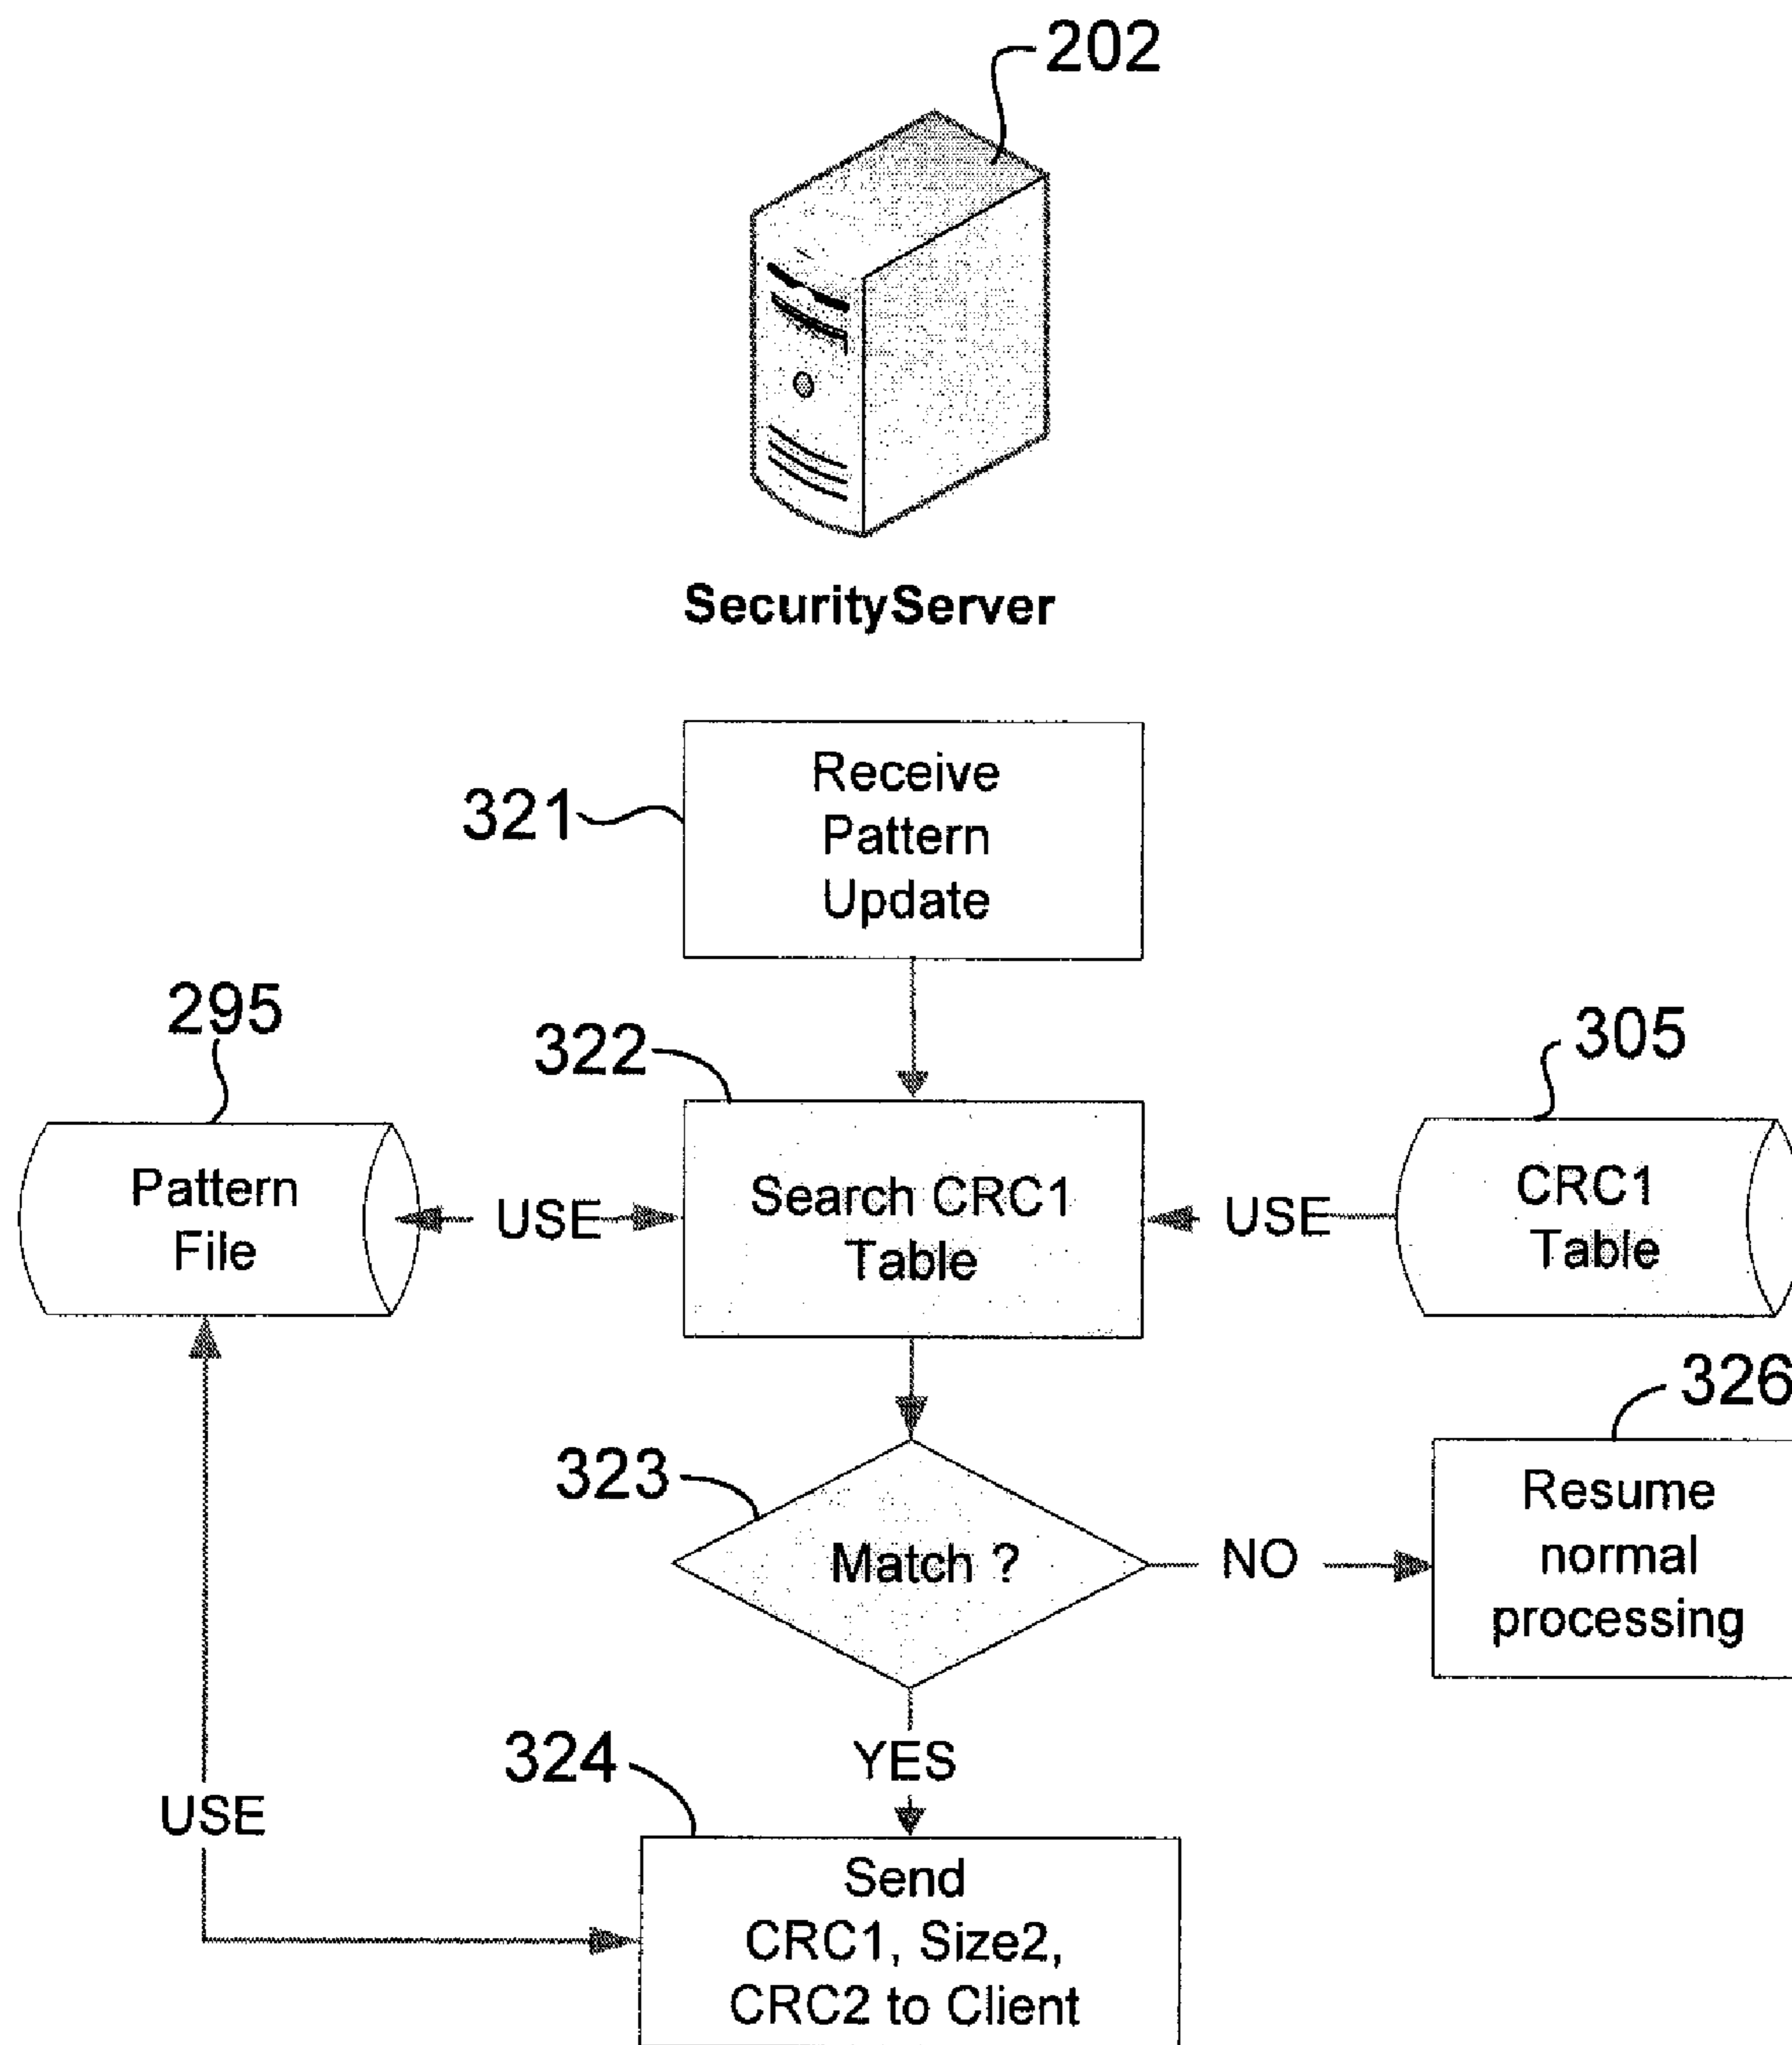 202
SecurityServer
321
Receive
Pattern
Update
295
322
305
Pattern
File
USE
Search CRC1
Table
USE
CRC1
Table
326
323
Match ?
NO
Resume
normal
processing
324
YES
USE
Send
CRC1, Size2,
CRC2 to Client